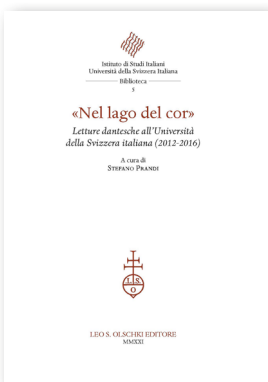 Istituto di Studi Italiani
Università della Svizzera Italiana
Biblioteca
5
«Nel lago del cor»
Letture dantesche all'Università
della Svizzera italiana (2012-2016)
A cura di
Stefano Prandi
L S
O
LEO S. OLSCHKI EDITORE
MMXXI